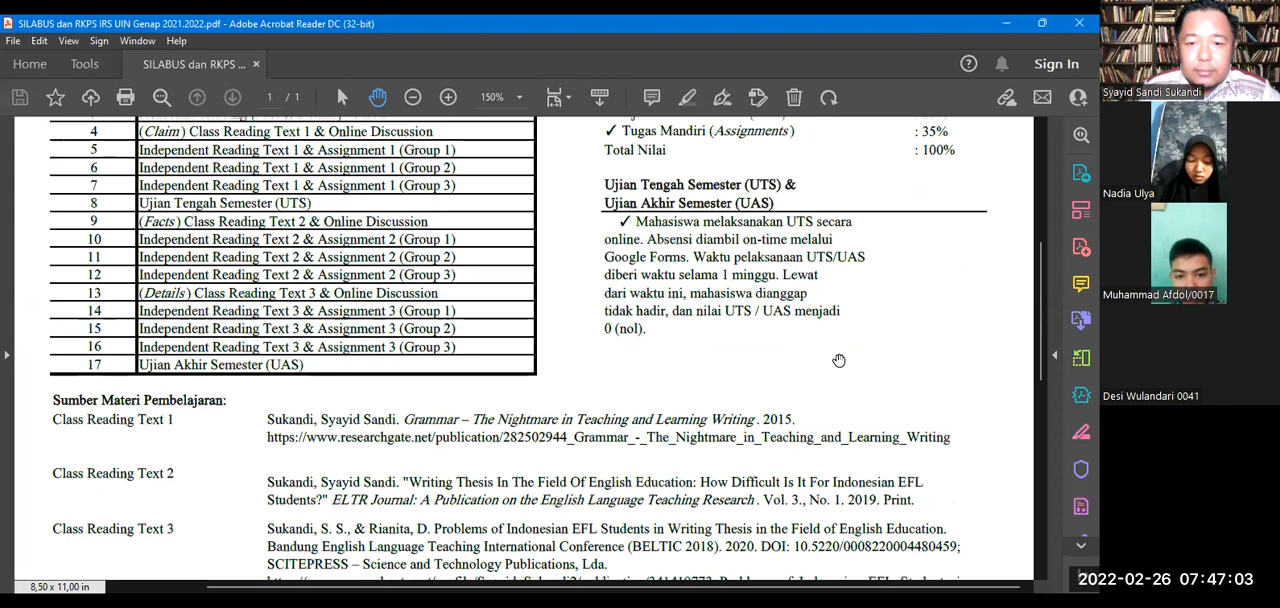 SILABUS dan RKPS IRS UIN Genap 2021.2022.pdf - Adobe Acrobat Reader DC (32-bit)
File Edit View Sign Window Help
Home Tools SILABUS dan RKPS ... × Sign In
1 / 1 150%
4 (Claim) Class Reading Text 1 & Online Discussion
5 Independent Reading Text 1 & Assignment 1 (Group 1)
6 Independent Reading Text 1 & Assignment 1 (Group 2)
7 Independent Reading Text 1 & Assignment 1 (Group 3)
8 Ujian Tengah Semester (UTS)
9 (Facts) Class Reading Text 2 & Online Discussion
10 Independent Reading Text 2 & Assignment 2 (Group 1)
11 Independent Reading Text 2 & Assignment 2 (Group 2)
12 Independent Reading Text 2 & Assignment 2 (Group 3)
13 (Details) Class Reading Text 3 & Online Discussion
14 Independent Reading Text 3 & Assignment 3 (Group 1)
15 Independent Reading Text 3 & Assignment 3 (Group 2)
16 Independent Reading Text 3 & Assignment 3 (Group 3)
17 Ujian Akhir Semester (UAS)
✓ Tugas Mandiri (Assignments) : 35%
Total Nilai : 100%
Ujian Tengah Semester (UTS) &
Ujian Akhir Semester (UAS)
✓ Mahasiswa melaksanakan UTS secara
online. Absensi diambil on-time melalui
Google Forms. Waktu pelaksanaan UTS/UAS
diberi waktu selama 1 minggu. Lewat
dari waktu ini, mahasiswa dianggap
tidak hadir, dan nilai UTS / UAS menjadi
0 (nol).
Sumber Materi Pembelajaran:
Class Reading Text 1 Sukandi, Syayid Sandi. Grammar – The Nightmare in Teaching and Learning Writing. 2015.
https://www.researchgate.net/publication/282502944_Grammar_-_The_Nightmare_in_Teaching_and_Learning_Writing
Class Reading Text 2 Sukandi, Syayid Sandi. "Writing Thesis In The Field Of English Education: How Difficult Is It For Indonesian EFL
Students?" ELTR Journal: A Publication on the English Language Teaching Research. Vol. 3., No. 1. 2019. Print.
Class Reading Text 3 Sukandi, S. S., & Rianita, D. Problems of Indonesian EFL Students in Writing Thesis in the Field of English Education.
Bandung English Language Teaching International Conference (BELTIC 2018). 2020. DOI: 10.5220/0008220004480459;
SCITEPRESS – Science and Technology Publications, Lda.
8,50 x 11,00 in
Syayid Sandi Sukandi
Nadia Ulya
Muhammad Afdol/0017
Desi Wulandari 0041
2022-02-26 07:47:03